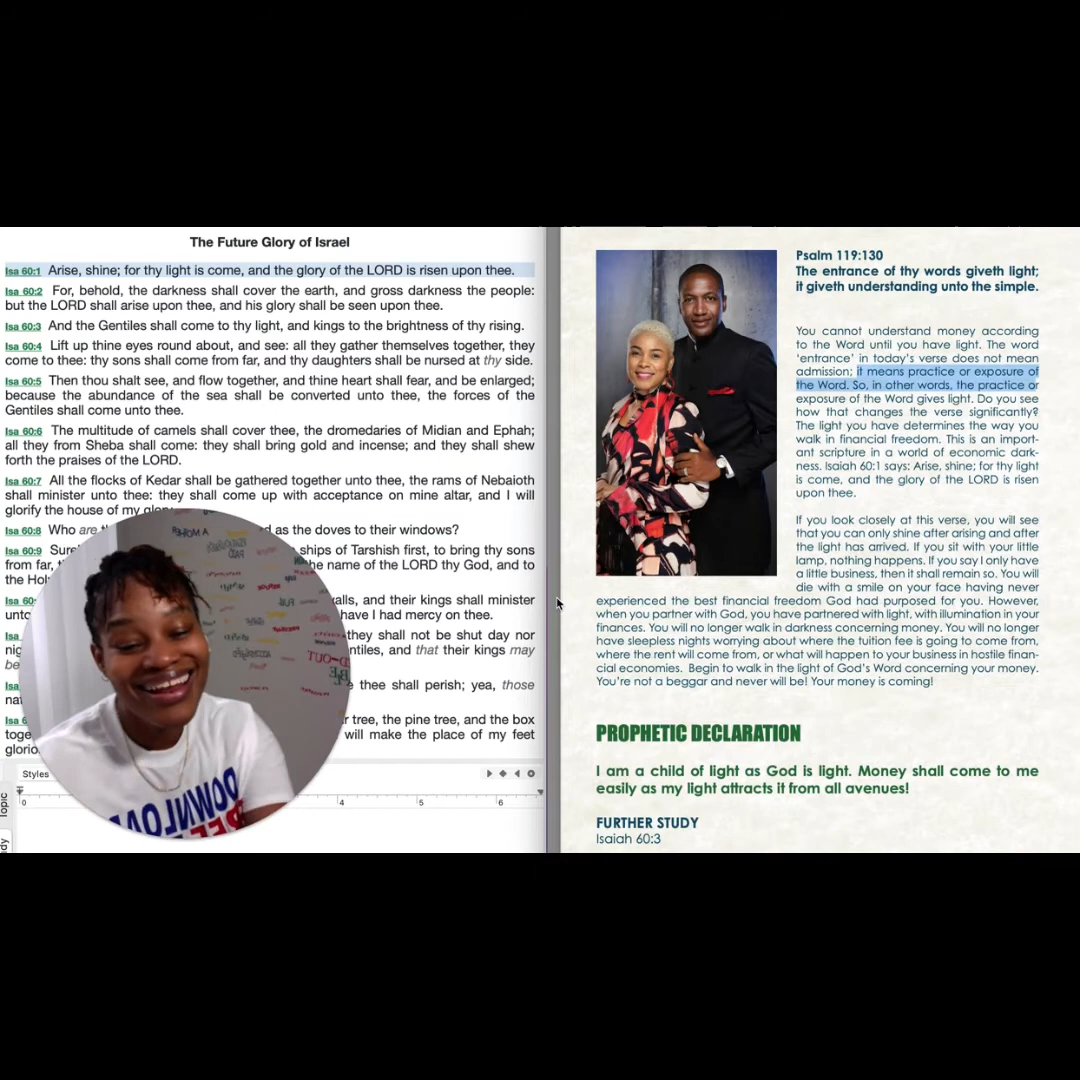 The Future Glory of Israel
Isa 60:1 Arise, shine; for thy light is come, and the glory of the LORD is risen upon thee.
Isa 60:2 For, behold, the darkness shall cover the earth, and gross darkness the people:
but the LORD shall arise upon thee, and his glory shall be seen upon thee.
Isa 60:3 And the Gentiles shall come to thy light, and kings to the brightness of thy rising.
Isa 60:4 Lift up thine eyes round about, and see: all they gather themselves together, they
come to thee: thy sons shall come from far, and thy daughters shall be nursed at thy side.
Isa 60:5 Then thou shalt see, and flow together, and thine heart shall fear, and be enlarged;
because the abundance of the sea shall be converted unto thee, the forces of the
Gentiles shall come unto thee.
Isa 60:6 The multitude of camels shall cover thee, the dromedaries of Midian and Ephah;
all they from Sheba shall come: they shall bring gold and incense; and they shall shew
forth the praises of the LORD.
Isa 60:7 All the flocks of Kedar shall be gathered together unto thee, the rams of Nebaioth
shall minister unto thee: they shall come up with acceptance on mine altar, and I will
glorify the house of my
Isa 60:8 Who are as the doves to their windows?
Isa 60:9 ships of Tarshish first, to bring thy sons
from far, the name of the LORD thy God, and to
the
Isa and their kings shall minister
have I had mercy on thee.
they shall not be shut day nor
and that their kings may
be
thee shall perish; yea, those
tree, the pine tree, and the box
will make the place of my feet
Styles
0 4 5 6
DOWNLOA
Psalm 119:130
The entrance of thy words giveth light;
it giveth understanding unto the simple.
You cannot understand money according
to the Word until you have light. The word
'entrance' in today's verse does not mean
admission; it means practice or exposure of
the Word. So, in other words, the practice or
exposure of the Word gives light. Do you see
how that changes the verse significantly?
The light you have determines the way you
walk in financial freedom. This is an import-
ant scripture in a world of economic dark-
ness. Isaiah 60:1 says: Arise, shine; for thy light
is come, and the glory of the LORD is risen
upon thee.
If you look closely at this verse, you will see
that you can only shine after arising and after
the light has arrived. If you sit with your little
lamp, nothing happens. If you say I only have
a little business, then it shall remain so. You will
die with a smile on your face having never
experienced the best financial freedom God had purposed for you. However,
when you partner with God, you have partnered with light, with illumination in your
finances. You will no longer walk in darkness concerning money. You will no longer
have sleepless nights worrying about where the tuition fee is going to come from,
where the rent will come from, or what will happen to your business in hostile finan-
cial economies. Begin to walk in the light of God's Word concerning your money.
You're not a beggar and never will be! Your money is coming!
PROPHETIC DECLARATION
I am a child of light as God is light. Money shall come to me
easily as my light attracts it from all avenues!
FURTHER STUDY
Isaiah 60:3